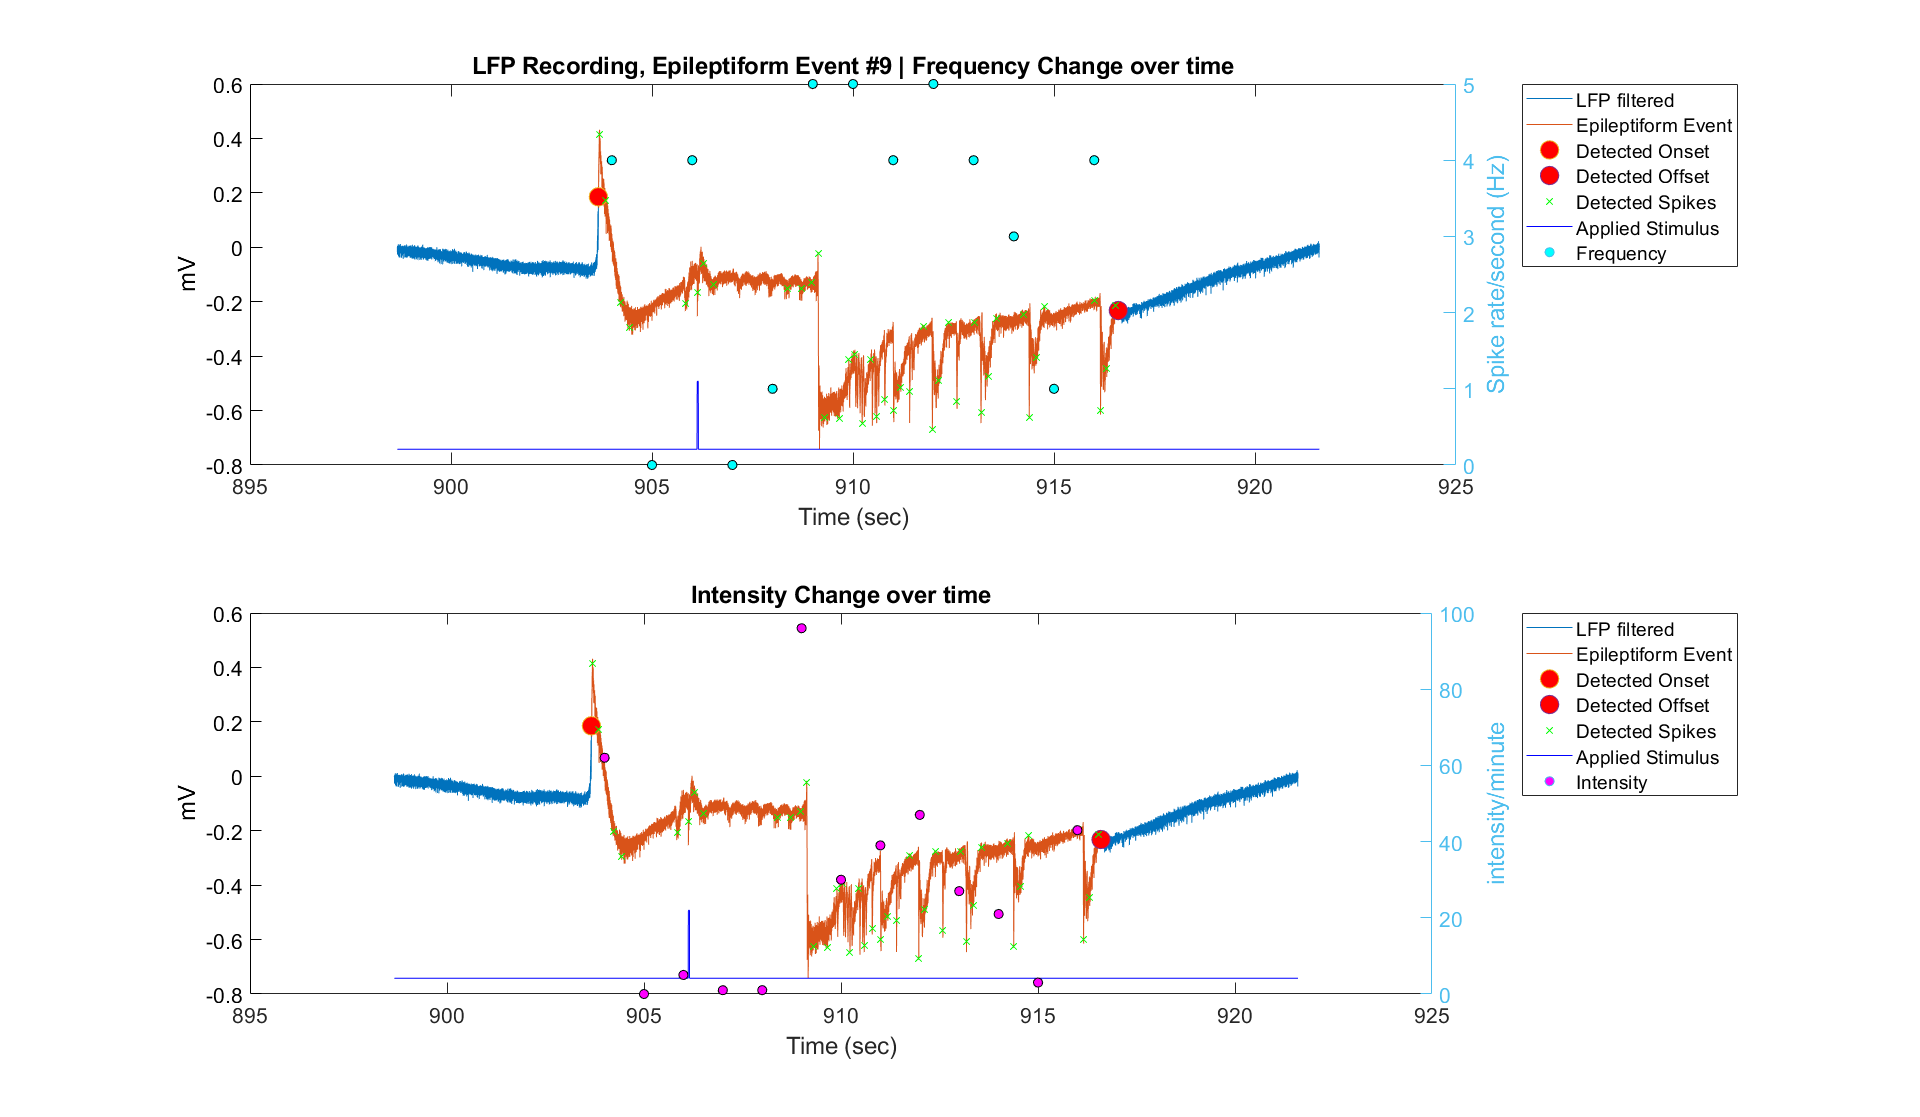 LFP Recording, Epileptiform Event #9 | Frequency Change over time
0.6
0.4
0.2
0
-0.2
-0.4
-0.6
-0.8
mV
895
900
905
910
915
920
925
Time (sec)
5
4
3
2
1
0
Spike rate/second (Hz)
LFP filtered
Epileptiform Event
Detected Onset
Detected Offset
Detected Spikes
Applied Stimulus
Frequency
Intensity Change over time
0.6
0.4
0.2
0
-0.2
-0.4
-0.6
-0.8
mV
895
900
905
910
915
920
925
Time (sec)
100
80
60
40
20
0
intensity/minute
LFP filtered
Epileptiform Event
Detected Onset
Detected Offset
Detected Spikes
Applied Stimulus
Intensity